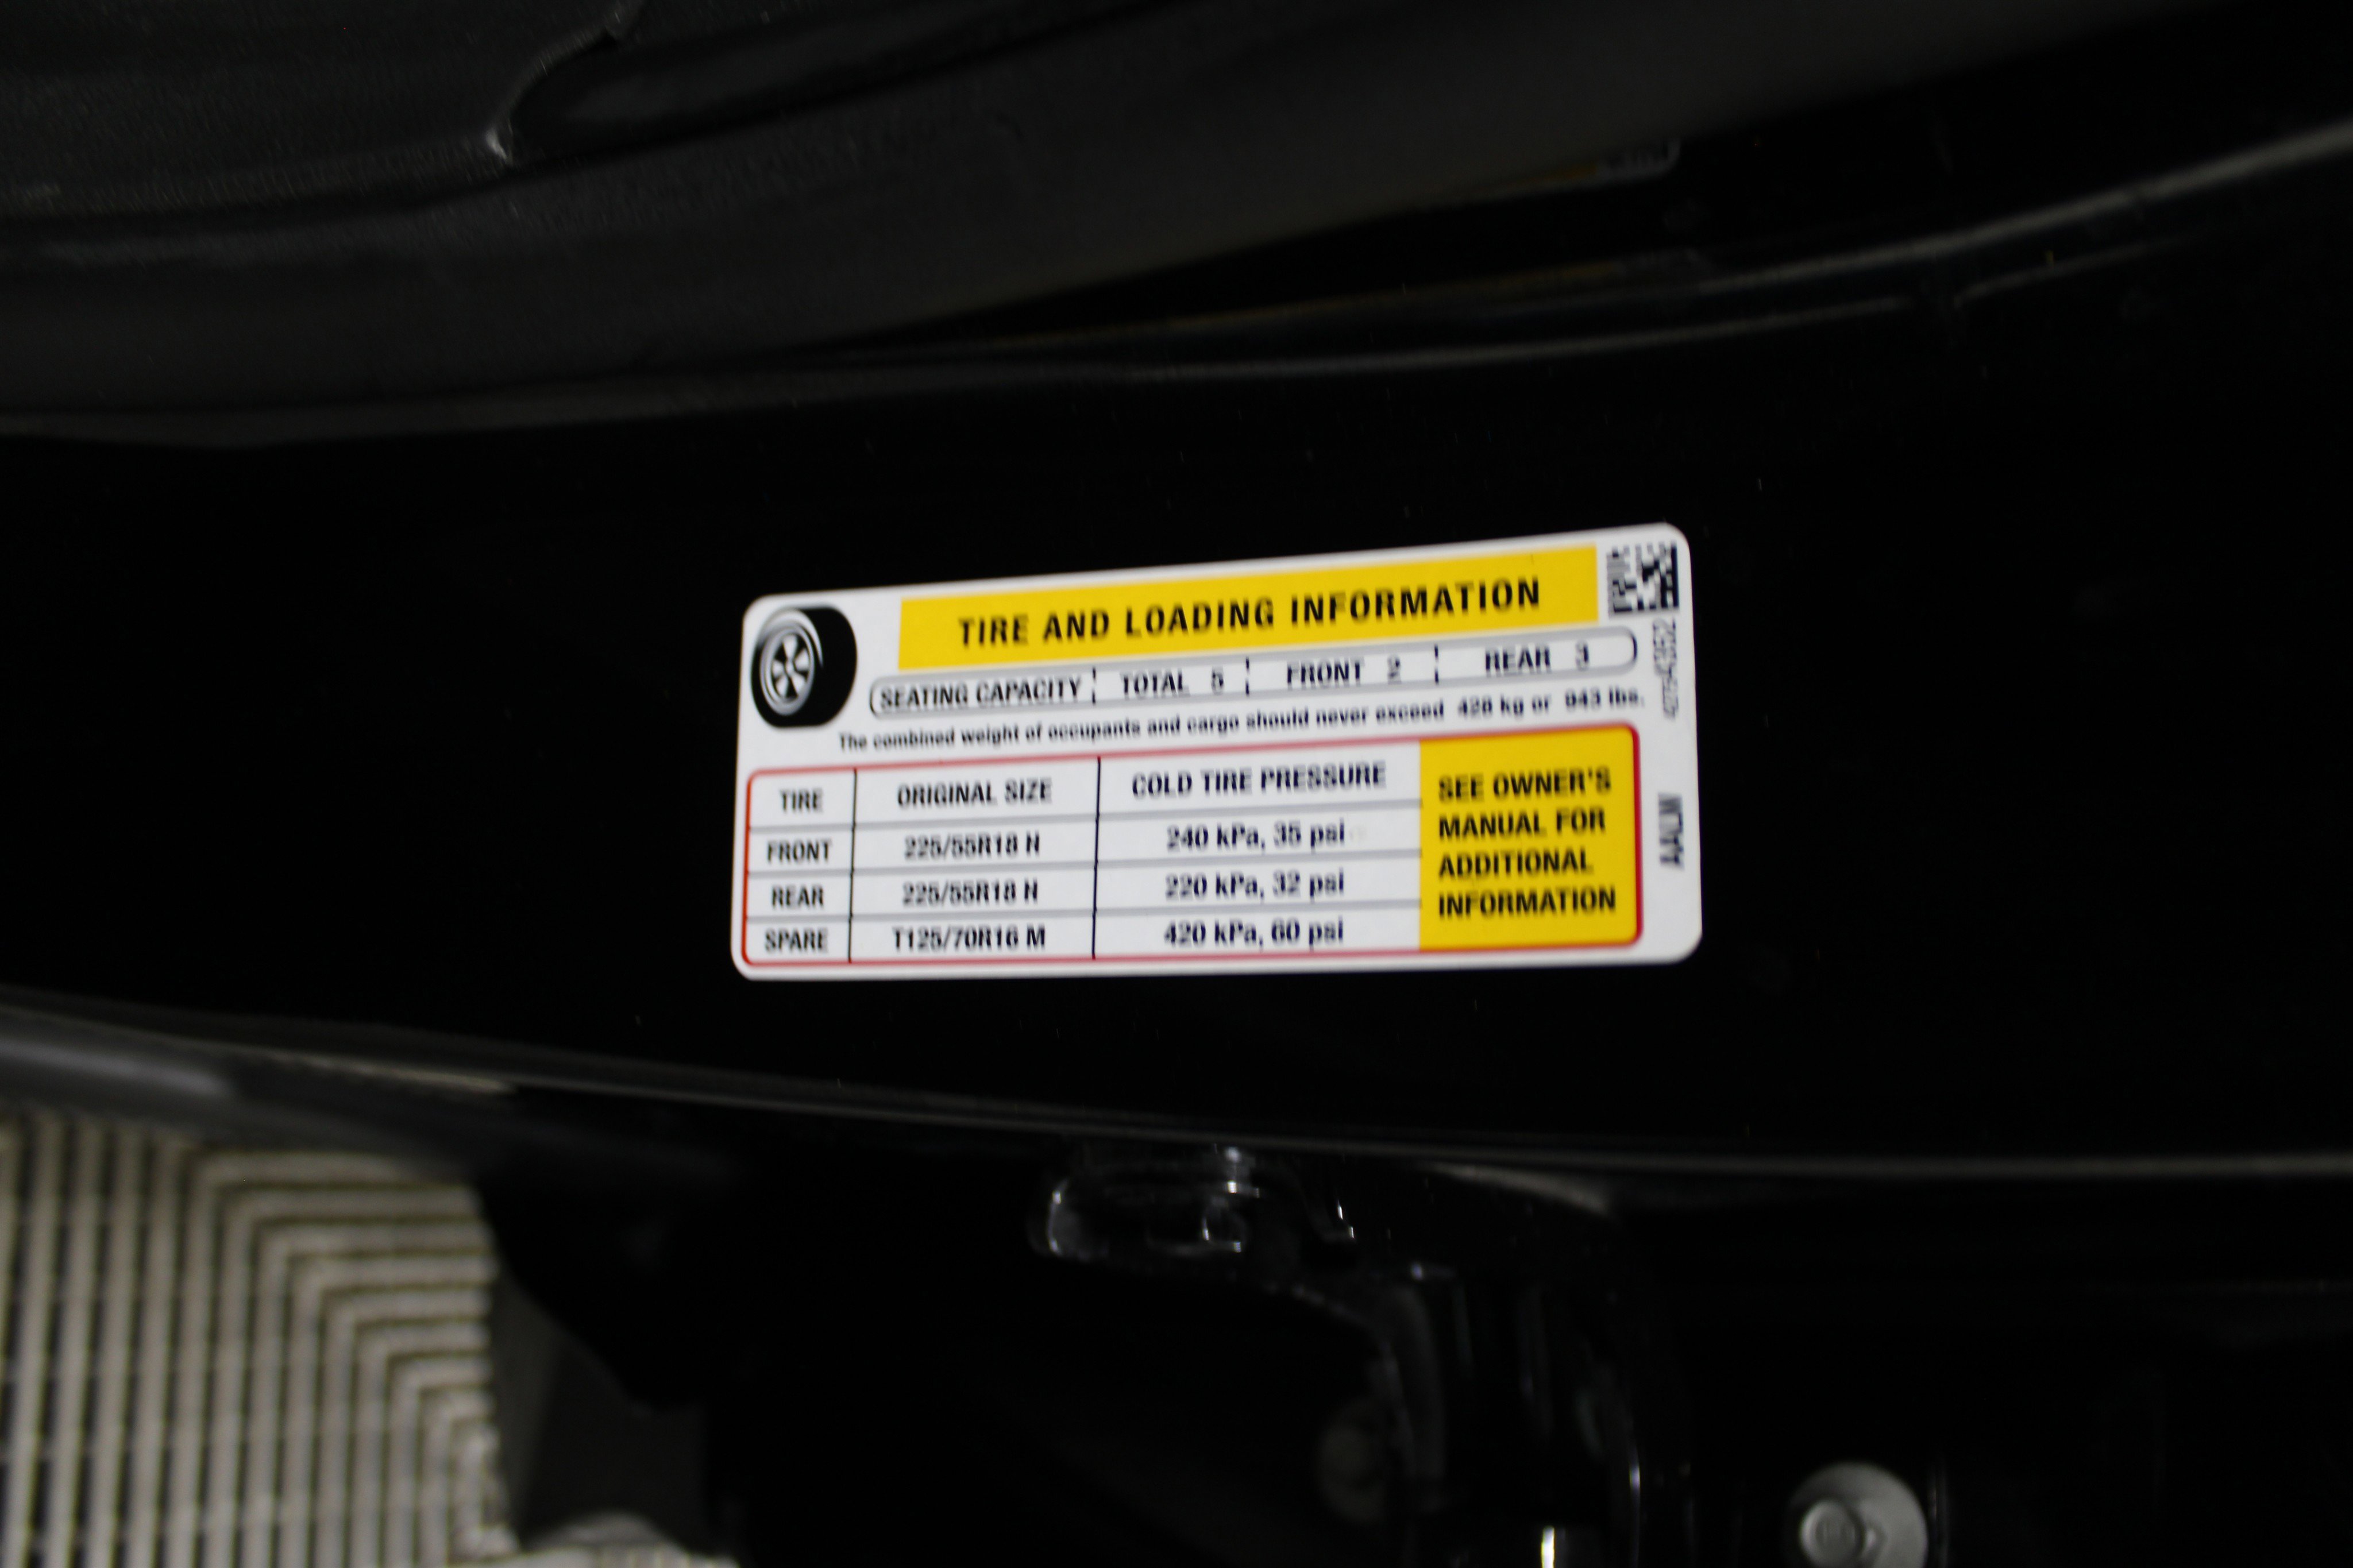 TIRE AND LOADING INFORMATION
SEATING CAPACITY TOTAL 5 FRONT 2 REAR 3
The combined weight of occupants and cargo should never exceed 428 kg or 943 lbs.
TIRE ORIGINAL SIZE COLD TIRE PRESSURE
FRONT 225/55R18 H 240 kPa, 35 psi
REAR 225/55R18 H 220 kPa, 32 psi
SPARE T125/70R16 M 420 kPa, 60 psi
SEE OWNER'S
MANUAL FOR
ADDITIONAL
INFORMATION